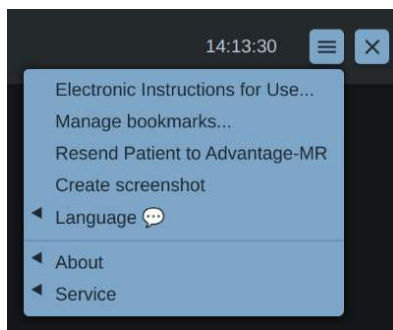 14:13:30
Electronic Instructions for Use...
Manage bookmarks...
Resend Patient to Advantage-MR
Create screenshot
Language 💬
About
Service